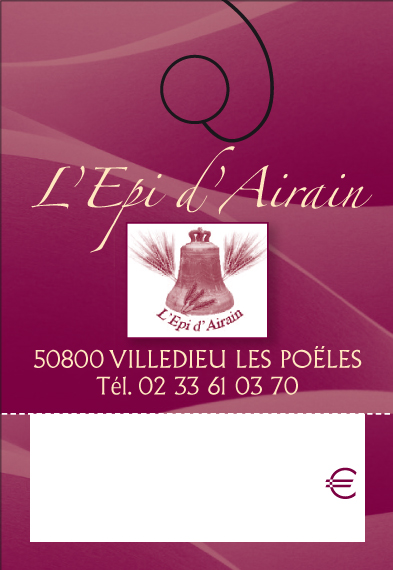 L'Epi d'Airain
L'Epi d'Airain
50800 VILLEDIEU LES POËLES
Tél. 02 33 61 03 70
€